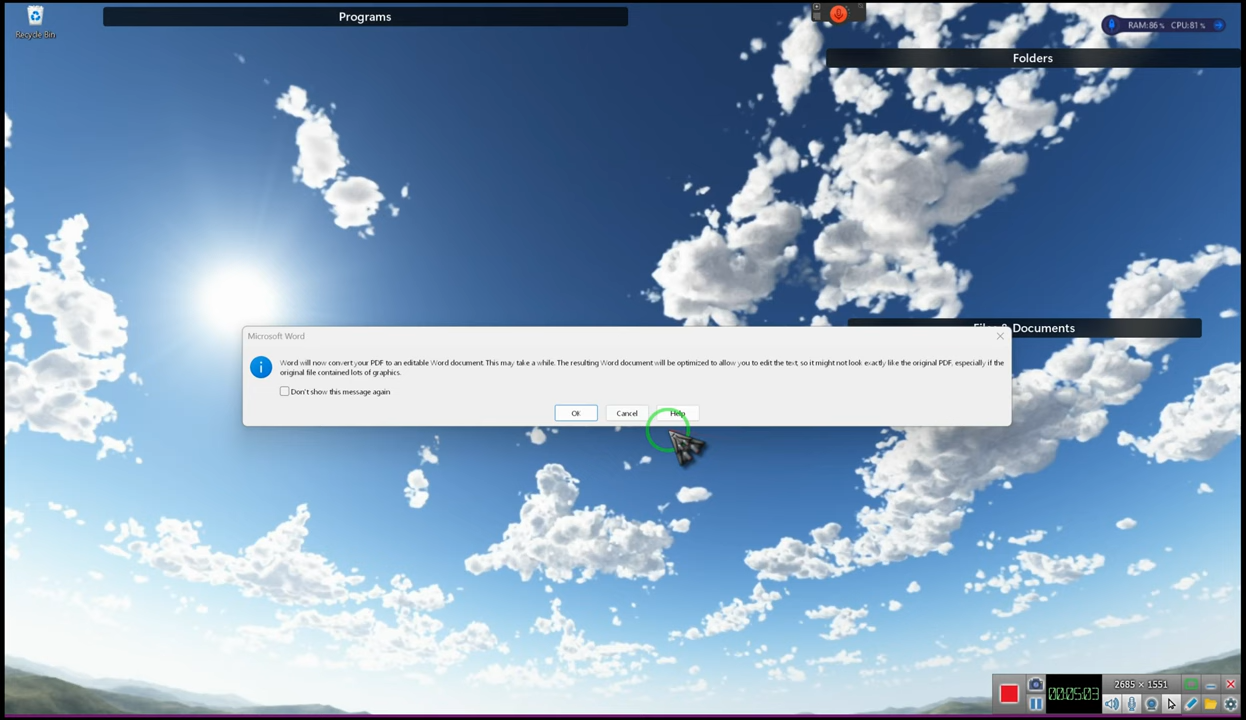 Programs
RAM:86% CPU:81%
Recycle Bin
Folders
Files & Documents
Microsoft Word
Word will now convert your PDF to an editable Word document. This may take a while. The resulting Word document will be optimized to allow you to edit the text, so it might not look exactly like the original PDF, especially if the
original file contained lots of graphics.
Don't show this message again
OK
Cancel
Help
2685 × 1551
00:05:03